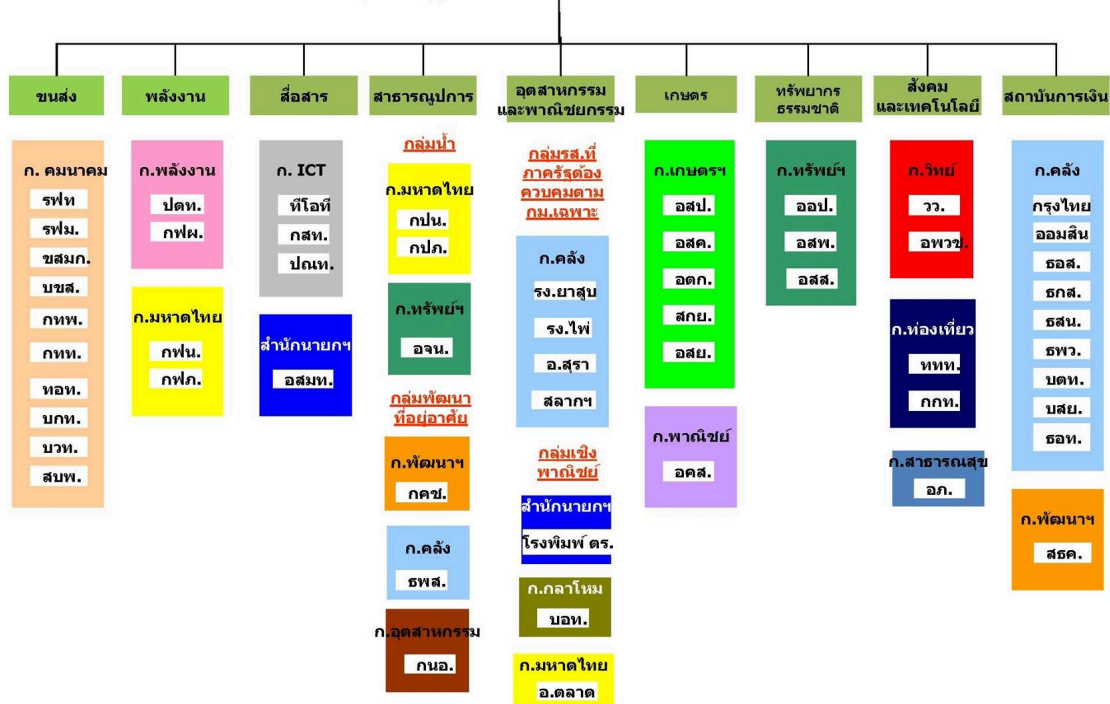 ขนส่ง
พลังงาน
สื่อสาร
สาธารณูปการ
อุตสาหกรรม
และพาณิชยกรรม
เกษตร
ทรัพยากร
ธรรมชาติ
สังคม
และเทคโนโลยี
สถาบันการเงิน
ก. คมนาคม
รฟท
รฟม.
ขสมก.
บขส.
กทพ.
กทท.
ทอท.
บกท.
บวท.
สบพ.
ก.พลังงาน
ปตท.
กฟผ.
ก.มหาดไทย
กฟน.
กฟภ.
ก. ICT
ทีโอที
กสท.
ปณท.
สำนักนายกฯ
อสมท.
กลุ่มน้ำ
ก.มหาดไทย
กปน.
กปภ.
ก.ทรัพย์ฯ
อจน.
กลุ่มพัฒนา
ที่อยู่อาศัย
ก.พัฒนาฯ
กคช.
ก.คลัง
ธพส.
ก.อุตสาหกรรม
กนอ.
กลุ่มรส.ที่
ภาครัฐต้อง
ควบคุมตาม
กม.เฉพาะ
ก.คลัง
รง.ยาสูบ
รง.ไพ่
อ.สุรา
สลากฯ
กลุ่มเชิง
พาณิชย์
สำนักนายกฯ
โรงพิมพ์ ตร.
ก.กลาโหม
บอท.
ก.มหาดไทย
อ.ตลาด
ก.เกษตรฯ
อสป.
อสค.
อตก.
สกย.
อสย.
ก.พาณิชย์
อคส.
ก.ทรัพย์ฯ
ออป.
อสพ.
อสส.
ก.วิทย์
วว.
อพวช.
ก.ท่องเที่ยว
ททท.
กกท.
ก.สาธารณสุข
อภ.
ก.คลัง
กรุงไทย
ออมสิน
ธอส.
ธกส.
ธสน.
ธพว.
บตท.
บสย.
ธอท.
ก.พัฒนาฯ
สธค.